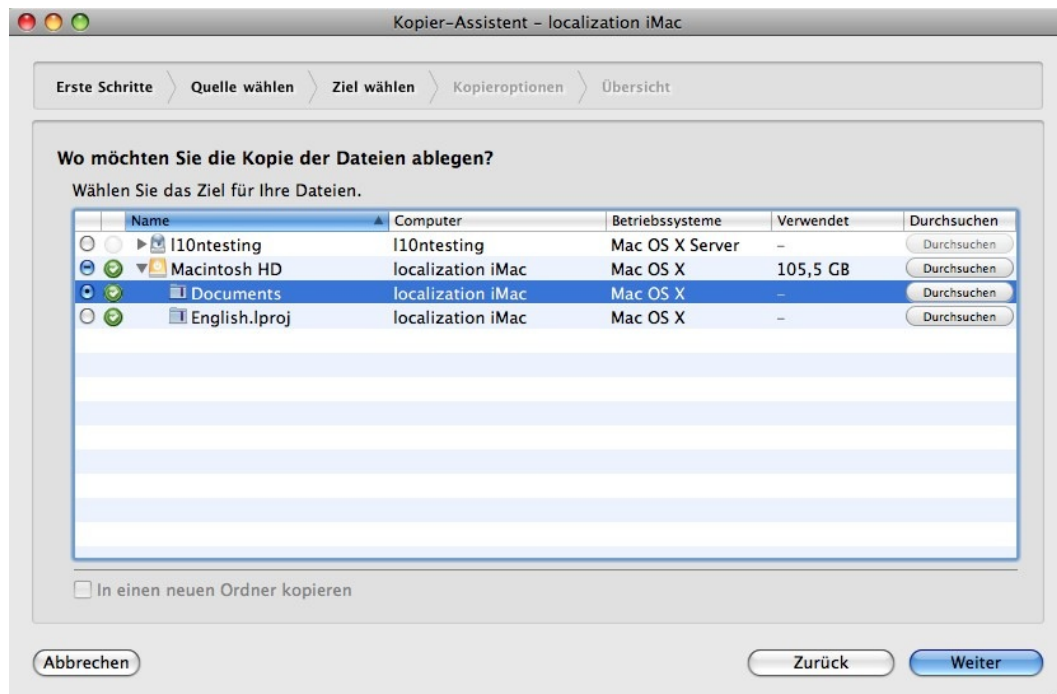 Kopier-Assistent – localization iMac
Erste Schritte Quelle wählen Ziel wählen Kopieroptionen Übersicht
Wo möchten Sie die Kopie der Dateien ablegen?
Wählen Sie das Ziel für Ihre Dateien.
Name Computer Betriebssysteme Verwendet Durchsuchen
l10ntesting l10ntesting Mac OS X Server – Durchsuchen
Macintosh HD localization iMac Mac OS X 105,5 GB Durchsuchen
Documents localization iMac Mac OS X – Durchsuchen
English.lproj localization iMac Mac OS X – Durchsuchen
In einen neuen Ordner kopieren
Abbrechen Zurück Weiter